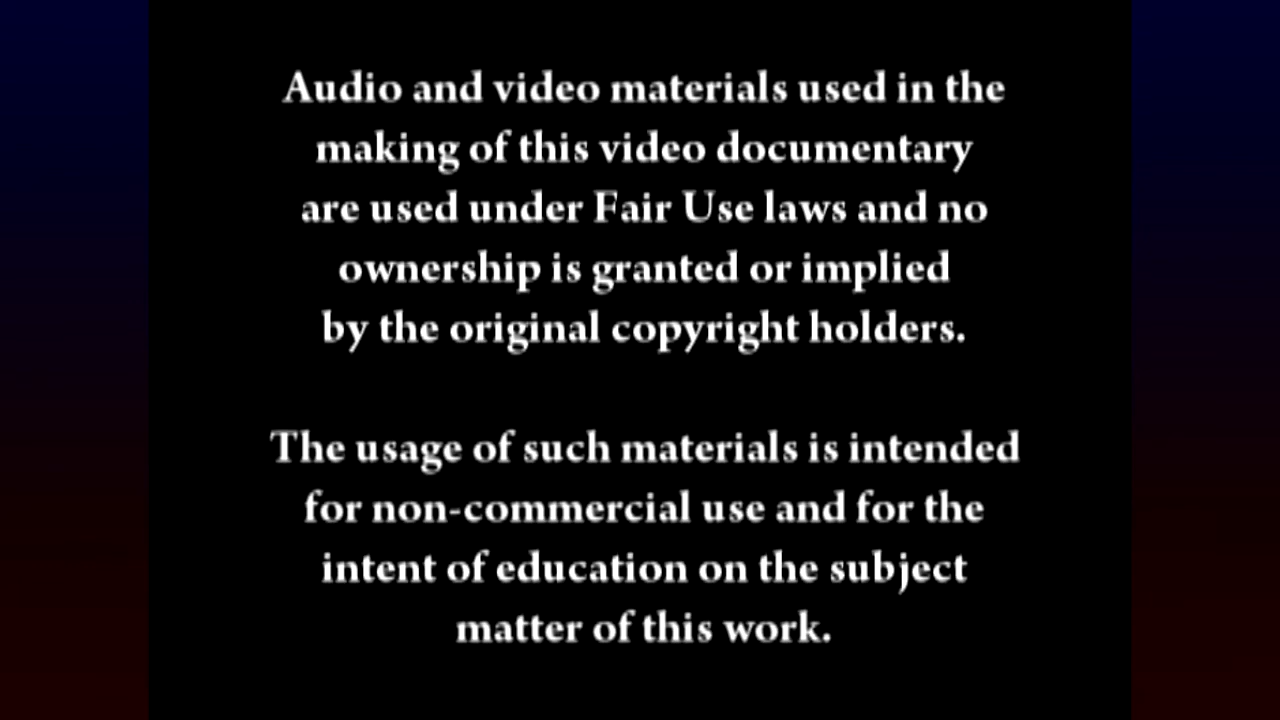 Audio and video materials used in the
making of this video documentary
are used under Fair Use laws and no
ownership is granted or implied
by the original copyright holders.
The usage of such materials is intended
for non-commercial use and for the
intent of education on the subject
matter of this work.